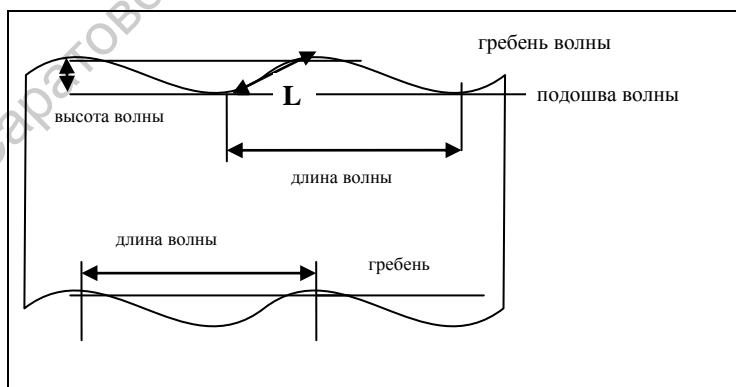 гребень волны
L
подошва волны
высота волны
длина волны
длина волны
гребень